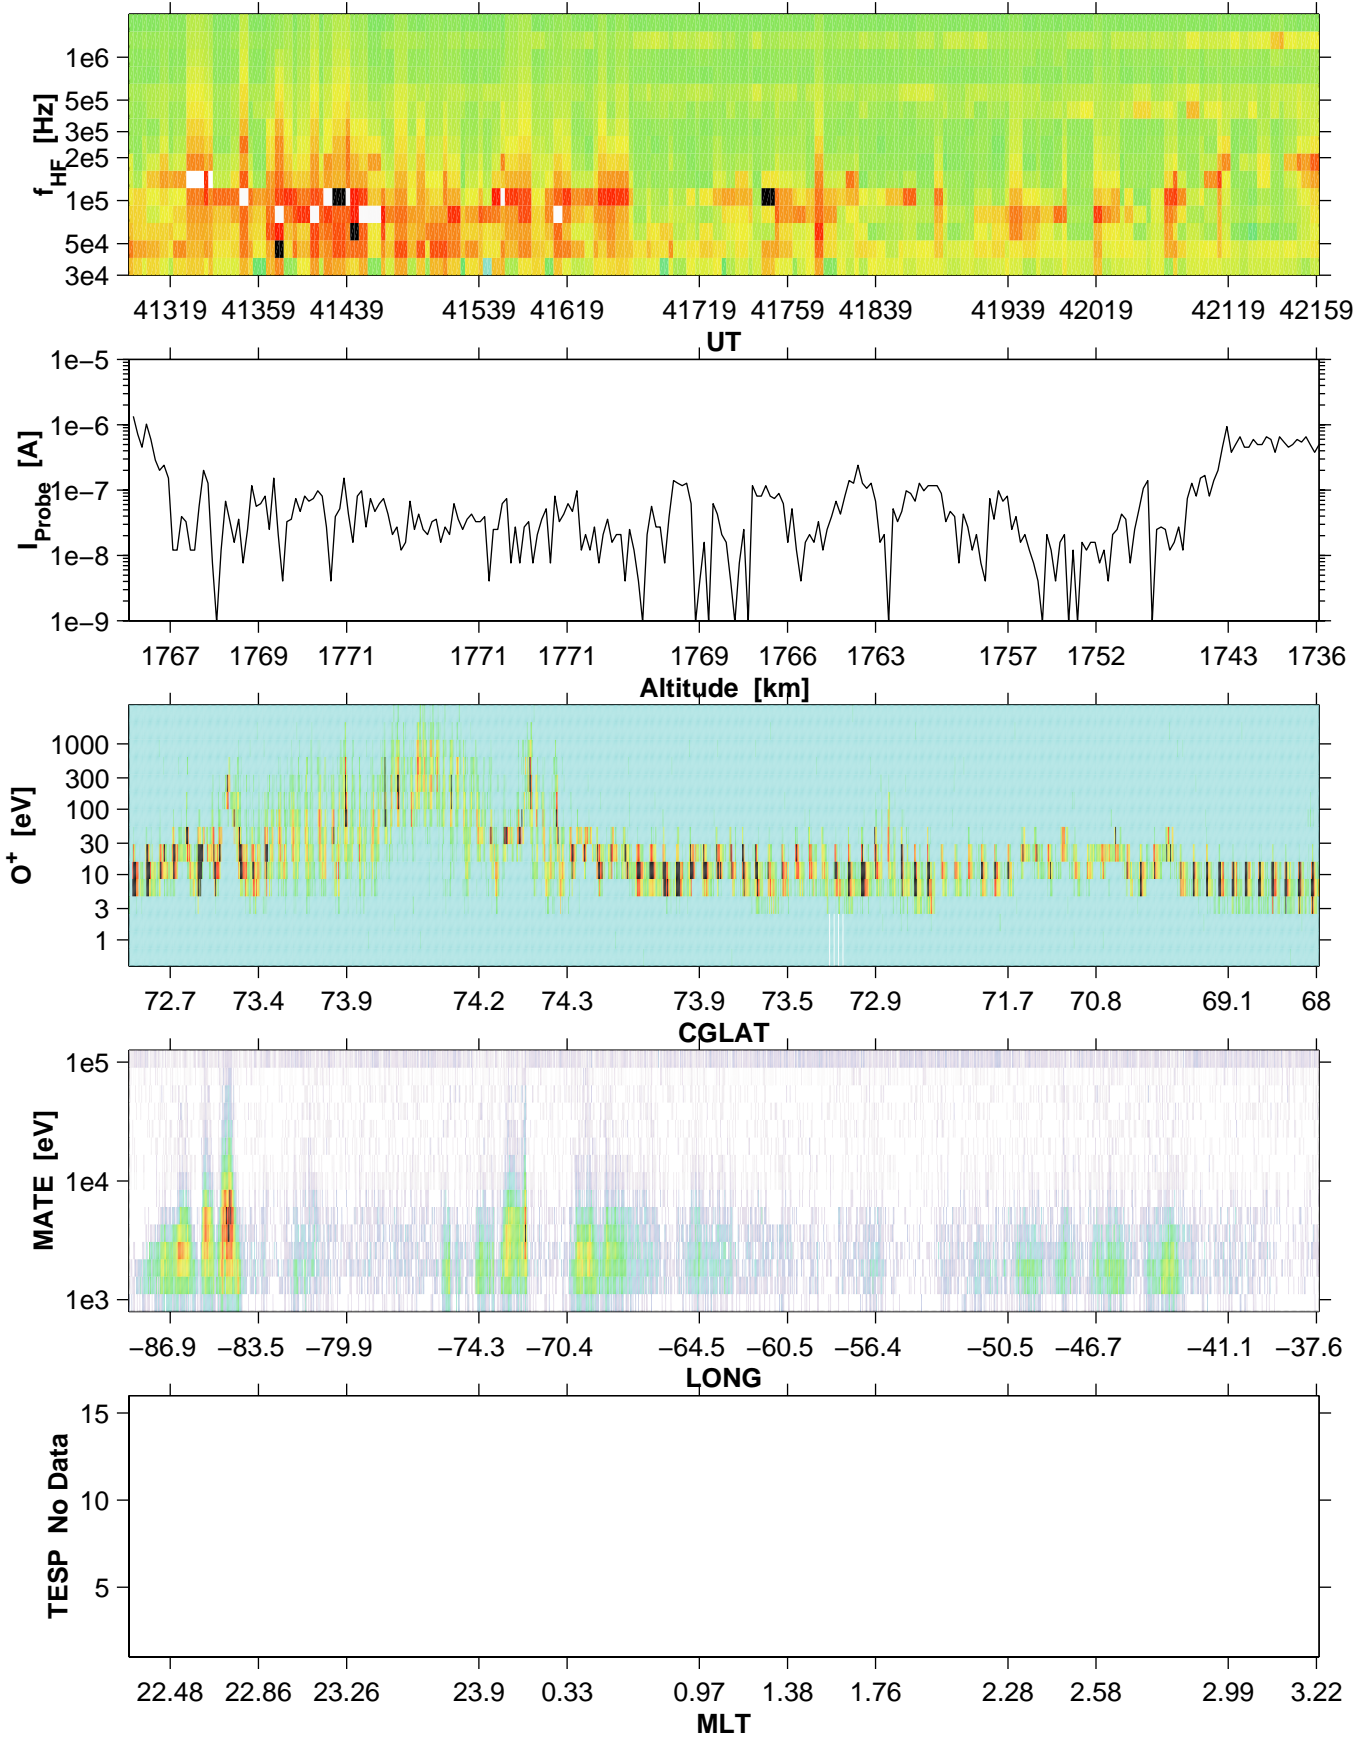 1e6
5e5
3e5
2e5
1e5
5e4
3e4
f_HF [Hz]
41319 41359 41439 41539 41619 41719 41759 41839 41939 42019 42119 42159
UT
1e−5
1e−6
1e−7
1e−8
1e−9
I_Probe [A]
1767 1769 1771 1771 1771 1769 1766 1763 1757 1752 1743 1736
Altitude [km]
1000
300
100
30
10
3
1
O⁺ [eV]
72.7 73.4 73.9 74.2 74.3 73.9 73.5 72.9 71.7 70.8 69.1 68
CGLAT
1e5
1e4
1e3
MATE [eV]
−86.9 −83.5 −79.9 −74.3 −70.4 −64.5 −60.5 −56.4 −50.5 −46.7 −41.1 −37.6
LONG
15
10
5
TESP No Data
22.48 22.86 23.26 23.9 0.33 0.97 1.38 1.76 2.28 2.58 2.99 3.22
MLT